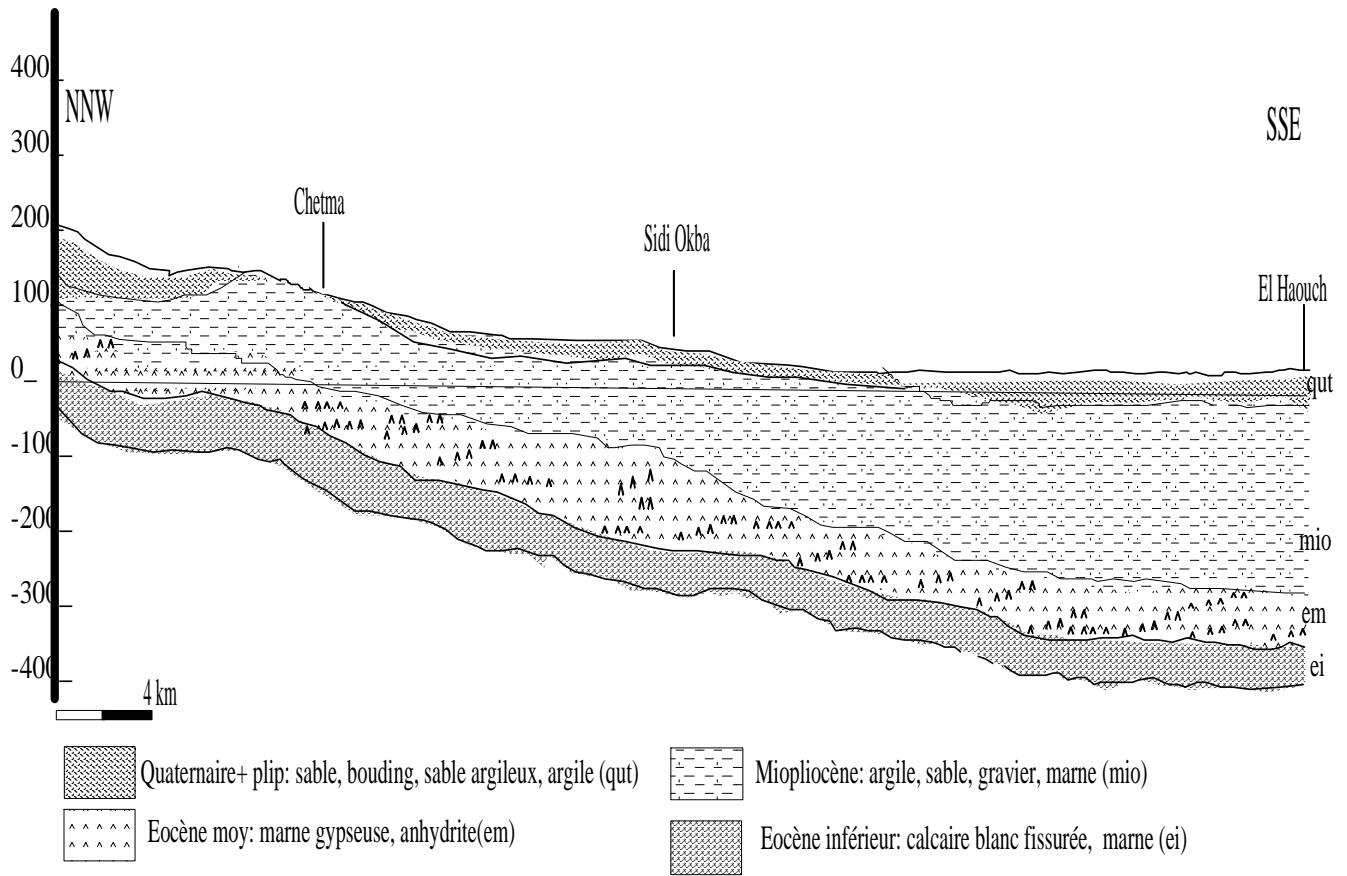 400
NNW
300
SSE
200
Chetma
Sidi Okba
100
El Haouch
0
qut
-100
-200
mio
-300
em
ei
-400
4 km
Quaternaire+ plip: sable, bouding, sable argileux, argile (qut)
Miopliocène: argile, sable, gravier, marne (mio)
Eocène moy: marne gypseuse, anhydrite(em)
Eocène inférieur: calcaire blanc fissurée, marne (ei)